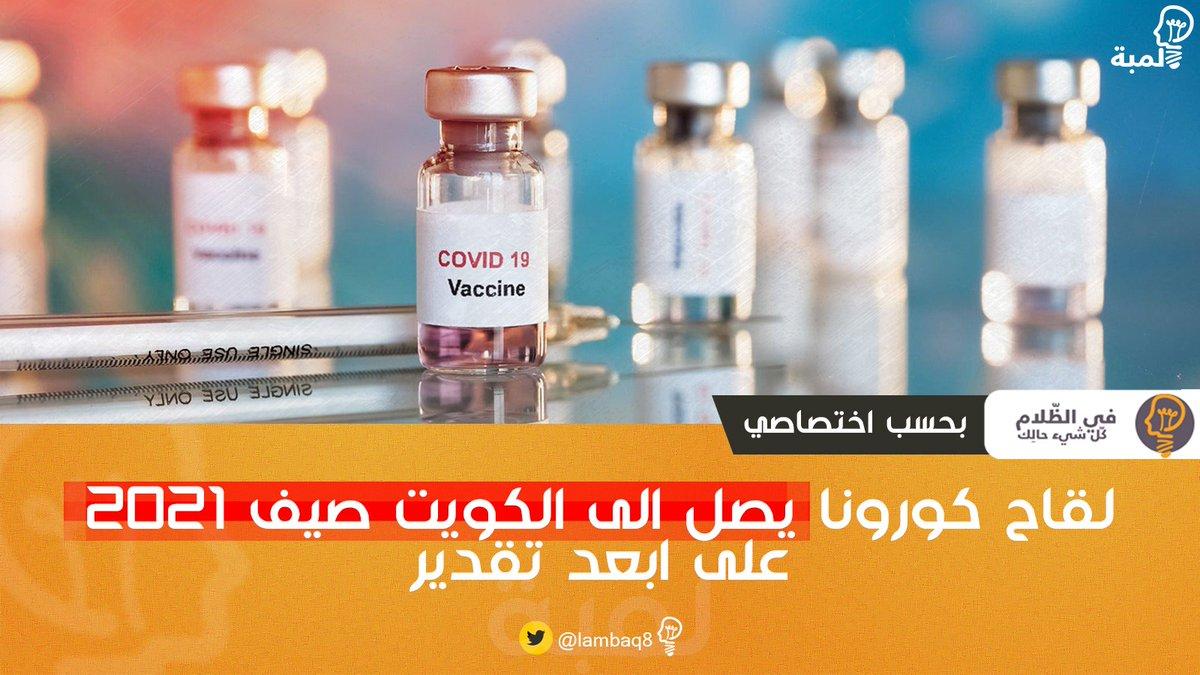 لمبة
COVID 19
Vaccine
SINGLE USE ONLY
في الظّلام
كّل شيء حالِك
بحسب اختصاصي
لقاح كورونا يصل الى الكويت صيف 2021
على ابعد تقدير
@lambaq8